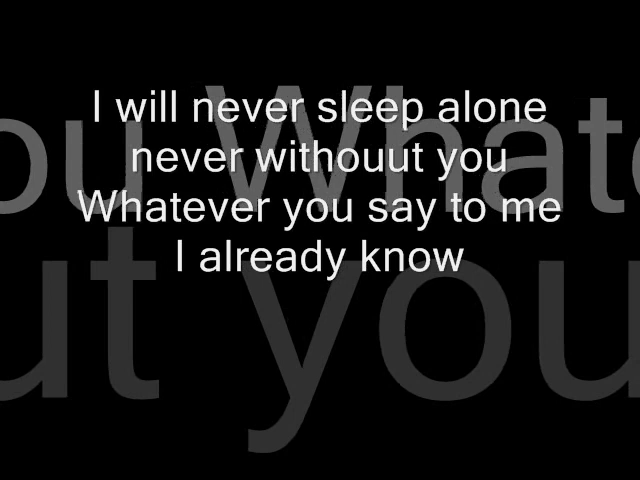 I will never sleep alone
never withouut you
Whatever you say to me
I already know
ou Whate
ut you